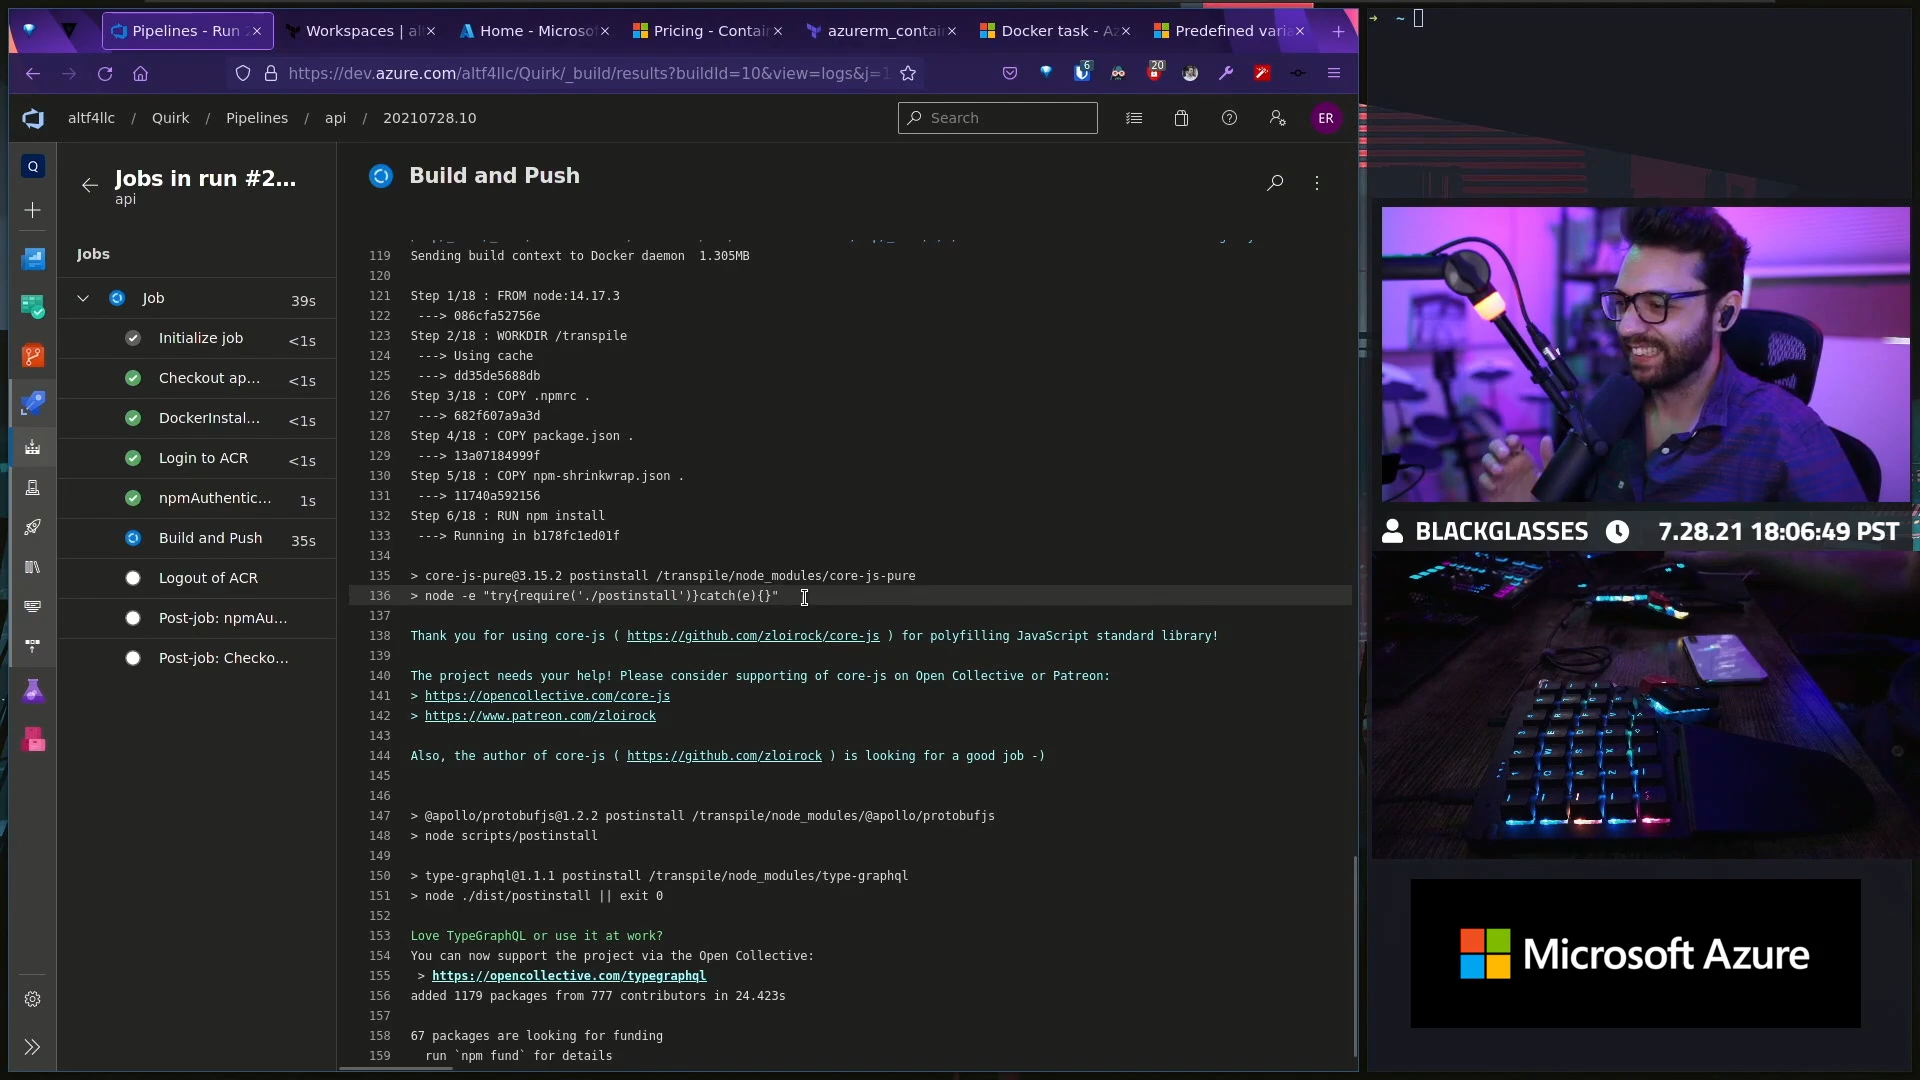 Pipelines - Run
Workspaces | al
Home - Microso
Pricing - Contai
azurerm_contai
Docker task - Az
Predefined varia
https://dev.azure.com/altf4llc/Quirk/_build/results?buildId=10&view=logs&j=1
6
20
altf4llc / Quirk / Pipelines / api / 20210728.10
Search
ER
Q
Jobs in run #2...
api
Jobs
Job 39s
Initialize job <1s
Checkout ap... <1s
DockerInstal... <1s
Login to ACR <1s
npmAuthentic... 1s
Build and Push 35s
Logout of ACR
Post-job: npmAu...
Post-job: Checko...
Build and Push
119 Sending build context to Docker daemon 1.305MB
120
121 Step 1/18 : FROM node:14.17.3
122 ---> 086cfa52756e
123 Step 2/18 : WORKDIR /transpile
124 ---> Using cache
125 ---> dd35de5688db
126 Step 3/18 : COPY .npmrc .
127 ---> 682f607a9a3d
128 Step 4/18 : COPY package.json .
129 ---> 13a07184999f
130 Step 5/18 : COPY npm-shrinkwrap.json .
131 ---> 11740a592156
132 Step 6/18 : RUN npm install
133 ---> Running in b178fc1ed01f
134
135 > core-js-pure@3.15.2 postinstall /transpile/node_modules/core-js-pure
136 > node -e "try{require('./postinstall')}catch(e){}"
137
138 Thank you for using core-js ( https://github.com/zloirock/core-js ) for polyfilling JavaScript standard library!
139
140 The project needs your help! Please consider supporting of core-js on Open Collective or Patreon:
141 > https://opencollective.com/core-js
142 > https://www.patreon.com/zloirock
143
144 Also, the author of core-js ( https://github.com/zloirock ) is looking for a good job -)
145
146
147 > @apollo/protobufjs@1.2.2 postinstall /transpile/node_modules/@apollo/protobufjs
148 > node scripts/postinstall
149
150 > type-graphql@1.1.1 postinstall /transpile/node_modules/type-graphql
151 > node ./dist/postinstall || exit 0
152
153 Love TypeGraphQL or use it at work?
154 You can now support the project via the Open Collective:
155 > https://opencollective.com/typegraphql
156 added 1179 packages from 777 contributors in 24.423s
157
158 67 packages are looking for funding
159 run `npm fund` for details
→ ~
BLACKGLASSES 7.28.21 18:06:49 PST
Microsoft Azure